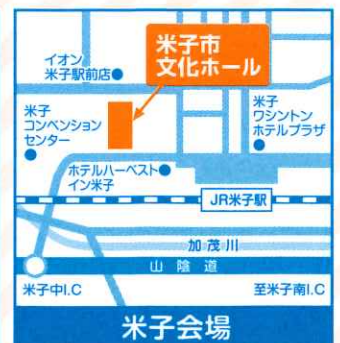 米子市
文化ホール
イオン
米子駅前店
米子
コンベンション
センター
米子
ワシントン
ホテルプラザ
ホテルハーベスト
イン米子
JR米子駅
加茂川
山陰道
米子中I.C
至米子南I.C
米子会場